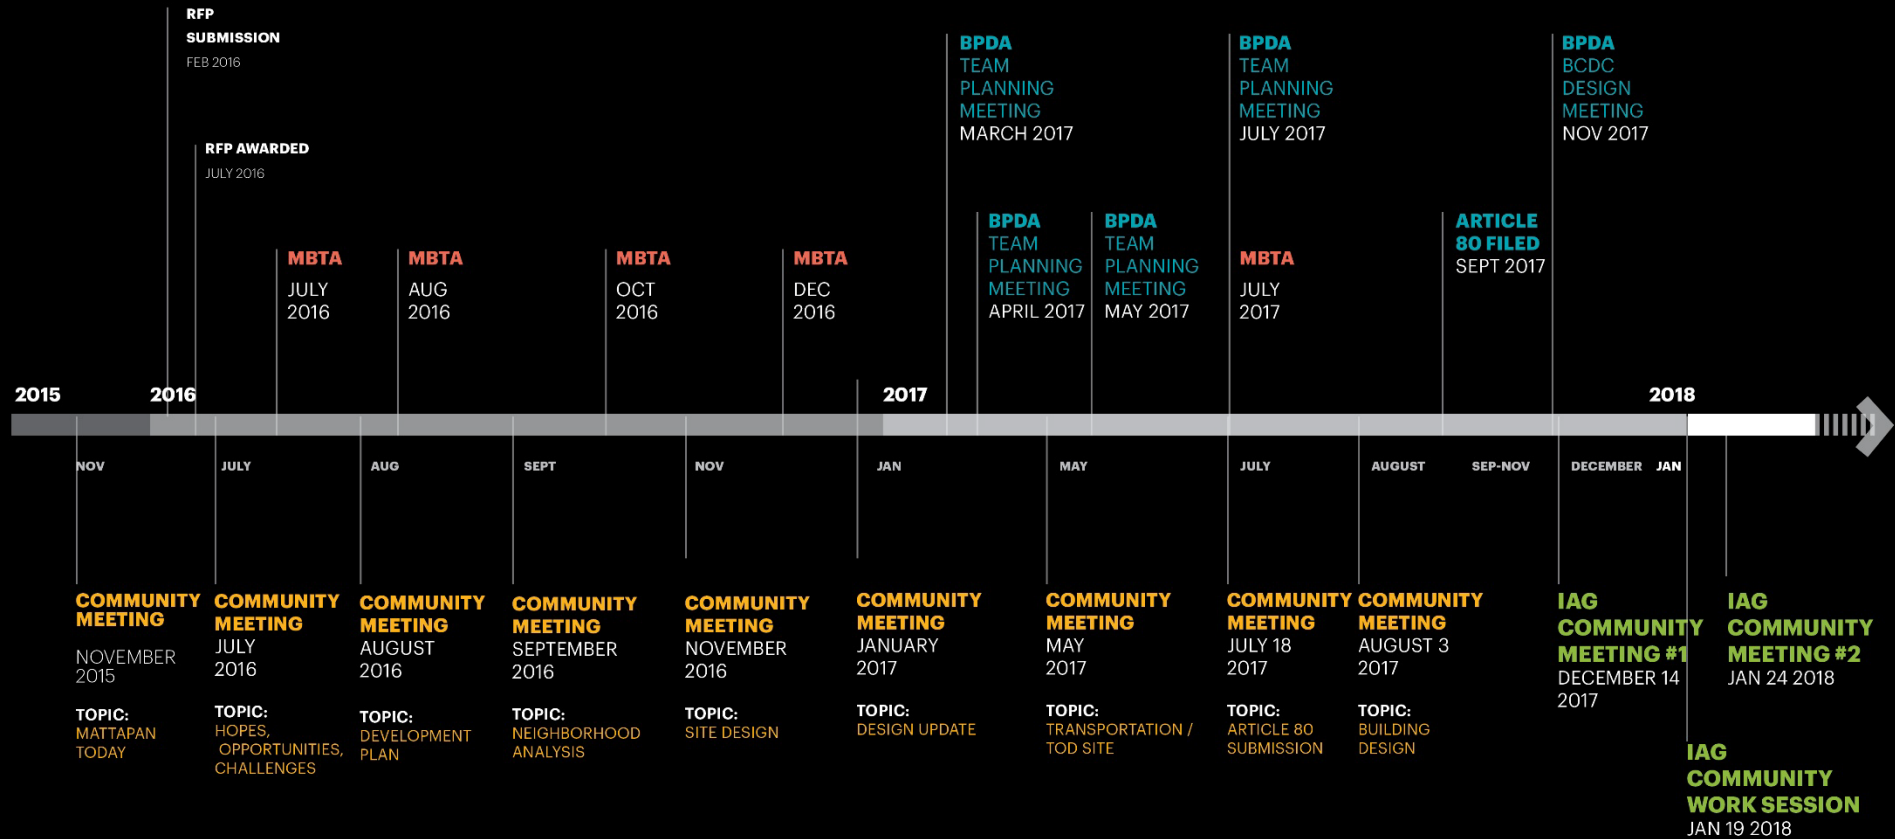 RFP
SUBMISSION
FEB 2016
RFP AWARDED
JULY 2016
MBTA
JULY
2016
MBTA
AUG
2016
MBTA
OCT
2016
MBTA
DEC
2016
BPDA
TEAM
PLANNING
MEETING
MARCH 2017
BPDA
TEAM
PLANNING
MEETING
APRIL 2017
BPDA
TEAM
PLANNING
MEETING
MAY 2017
BPDA
TEAM
PLANNING
MEETING
JULY 2017
MBTA
JULY
2017
ARTICLE
80 FILED
SEPT 2017
BPDA
BCDC
DESIGN
MEETING
NOV 2017
2015
2016
2017
2018
NOV
JULY
AUG
SEPT
NOV
JAN
MAY
JULY
AUGUST
SEP-NOV
DECEMBER
JAN
COMMUNITY
MEETING
NOVEMBER
2015
TOPIC:
MATTAPAN
TODAY
COMMUNITY
MEETING
JULY
2016
TOPIC:
HOPES,
OPPORTUNITIES,
CHALLENGES
COMMUNITY
MEETING
AUGUST
2016
TOPIC:
DEVELOPMENT
PLAN
COMMUNITY
MEETING
SEPTEMBER
2016
TOPIC:
NEIGHBORHOOD
ANALYSIS
COMMUNITY
MEETING
NOVEMBER
2016
TOPIC:
SITE DESIGN
COMMUNITY
MEETING
JANUARY
2017
TOPIC:
DESIGN UPDATE
COMMUNITY
MEETING
MAY
2017
TOPIC:
TRANSPORTATION /
TOD SITE
COMMUNITY
MEETING
JULY 18
2017
TOPIC:
ARTICLE 80
SUBMISSION
COMMUNITY
MEETING
AUGUST 3
2017
TOPIC:
BUILDING
DESIGN
IAG
COMMUNITY
MEETING #1
DECEMBER 14
2017
IAG
COMMUNITY
MEETING #2
JAN 24 2018
IAG
COMMUNITY
WORK SESSION
JAN 19 2018